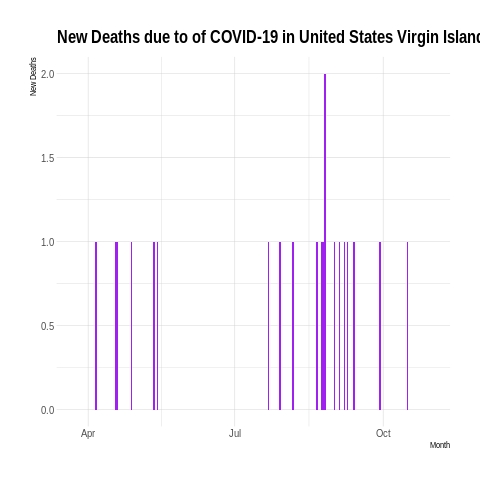 New Deaths due to of COVID-19 in United States Virgin Island
New Deaths
2.0
1.5
1.0
0.5
0.0
Apr
Jul
Oct
Month